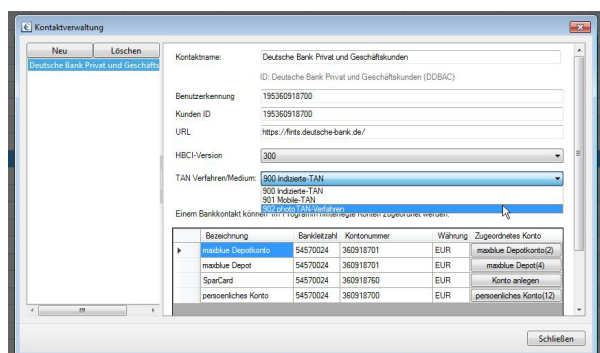 Kontaktverwaltung
Neu Löschen
Deutsche Bank Privat und Geschäfts
Kontaktname: Deutsche Bank Privat und Geschäftskunden
ID: Deutsche Bank Privat und Geschäftskunden (DDBAC)
Benutzerkennung 195360918700
Kunden ID 195360918700
URL https://fints.deutsche-bank.de/
HBCI-Version 300
TAN Verfahren/Medium: 900 Indizierte-TAN
900 Indizierte-TAN
901 Mobile-TAN
902 photoTAN-Verfahren
Einem Bankkontakt können im Programm hinterlegte Konten zugeordnet werden.
Bezeichnung Bankleitzahl Kontonummer Währung Zugeordnetes Konto
maxblue Depotkonto 54570024 360918701 EUR maxblue Depotkonto(2)
maxblue Depot 54570024 360918701 EUR maxblue Depot(4)
SparCard 54570024 360918760 EUR Konto anlegen
persoenliches Konto 54570024 360918700 EUR persoenliches Konto(12)
Schließen